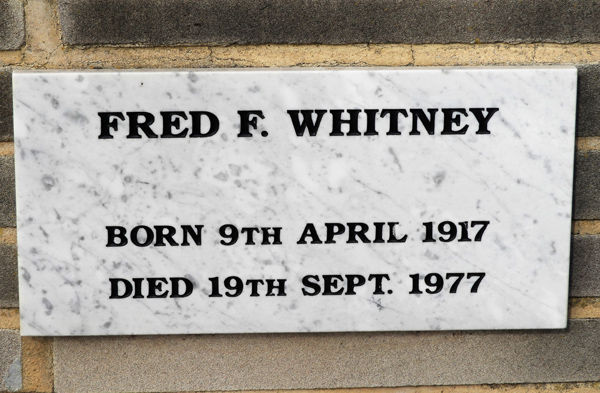 FRED F. WHITNEY
BORN 9TH APRIL 1917
DIED 19TH SEPT. 1977